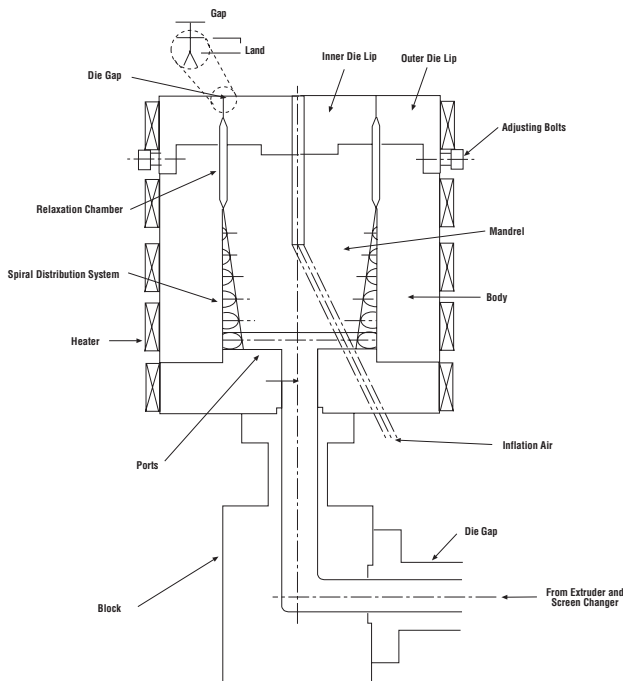 Gap
Land
Die Gap
Inner Die Lip
Outer Die Lip
Adjusting Bolts
Relaxation Chamber
Mandrel
Spiral Distribution System
Body
Heater
Inflation Air
Ports
Die Gap
Block
From Extruder and
Screen Changer